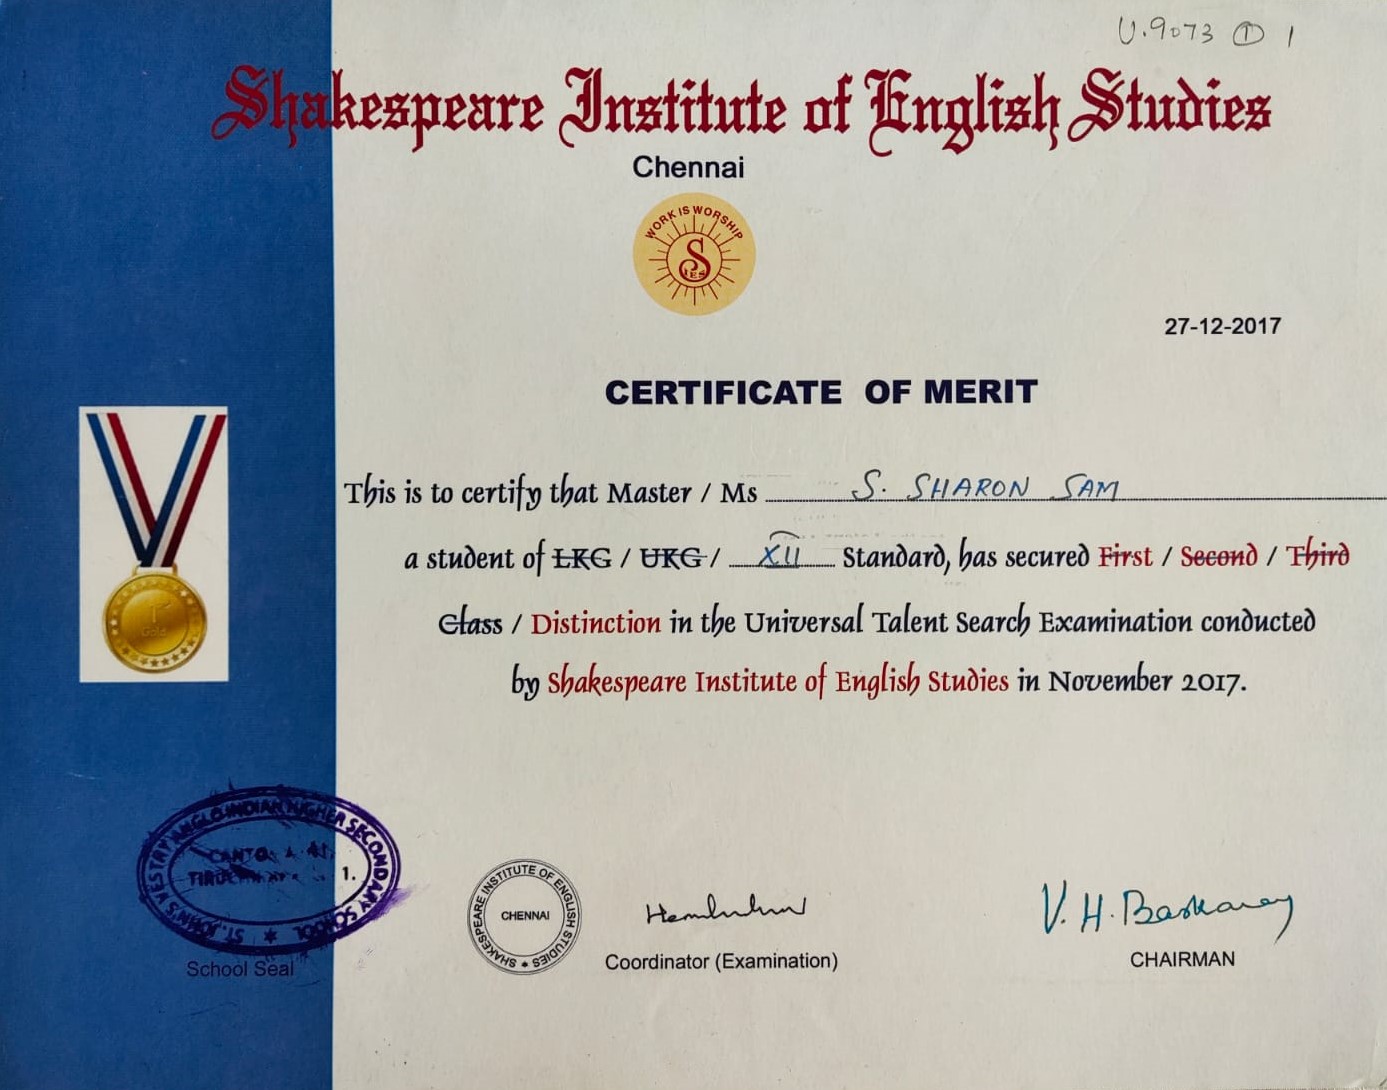 U.9073 1 1
Shakespeare Institute of English Studies
Chennai
WORK IS WORSHIP
S
IES
27-12-2017
CERTIFICATE OF MERIT
This is to certify that Master / Ms S. SHARON SAM
a student of LKG / UKG / XII Standard, has secured First / Second / Third
Class / Distinction in the Universal Talent Search Examination conducted
by Shakespeare Institute of English Studies in November 2017.
1st
Gold
ST. JOHN'S VESTRY ANGLO INDIAN HIGHER SECONDARY SCHOOL
1.
School Seal
SHAKESPEARE INSTITUTE OF ENGLISH STUDIES
CHENNAI
Coordinator (Examination)
V. H. Baskaran
CHAIRMAN